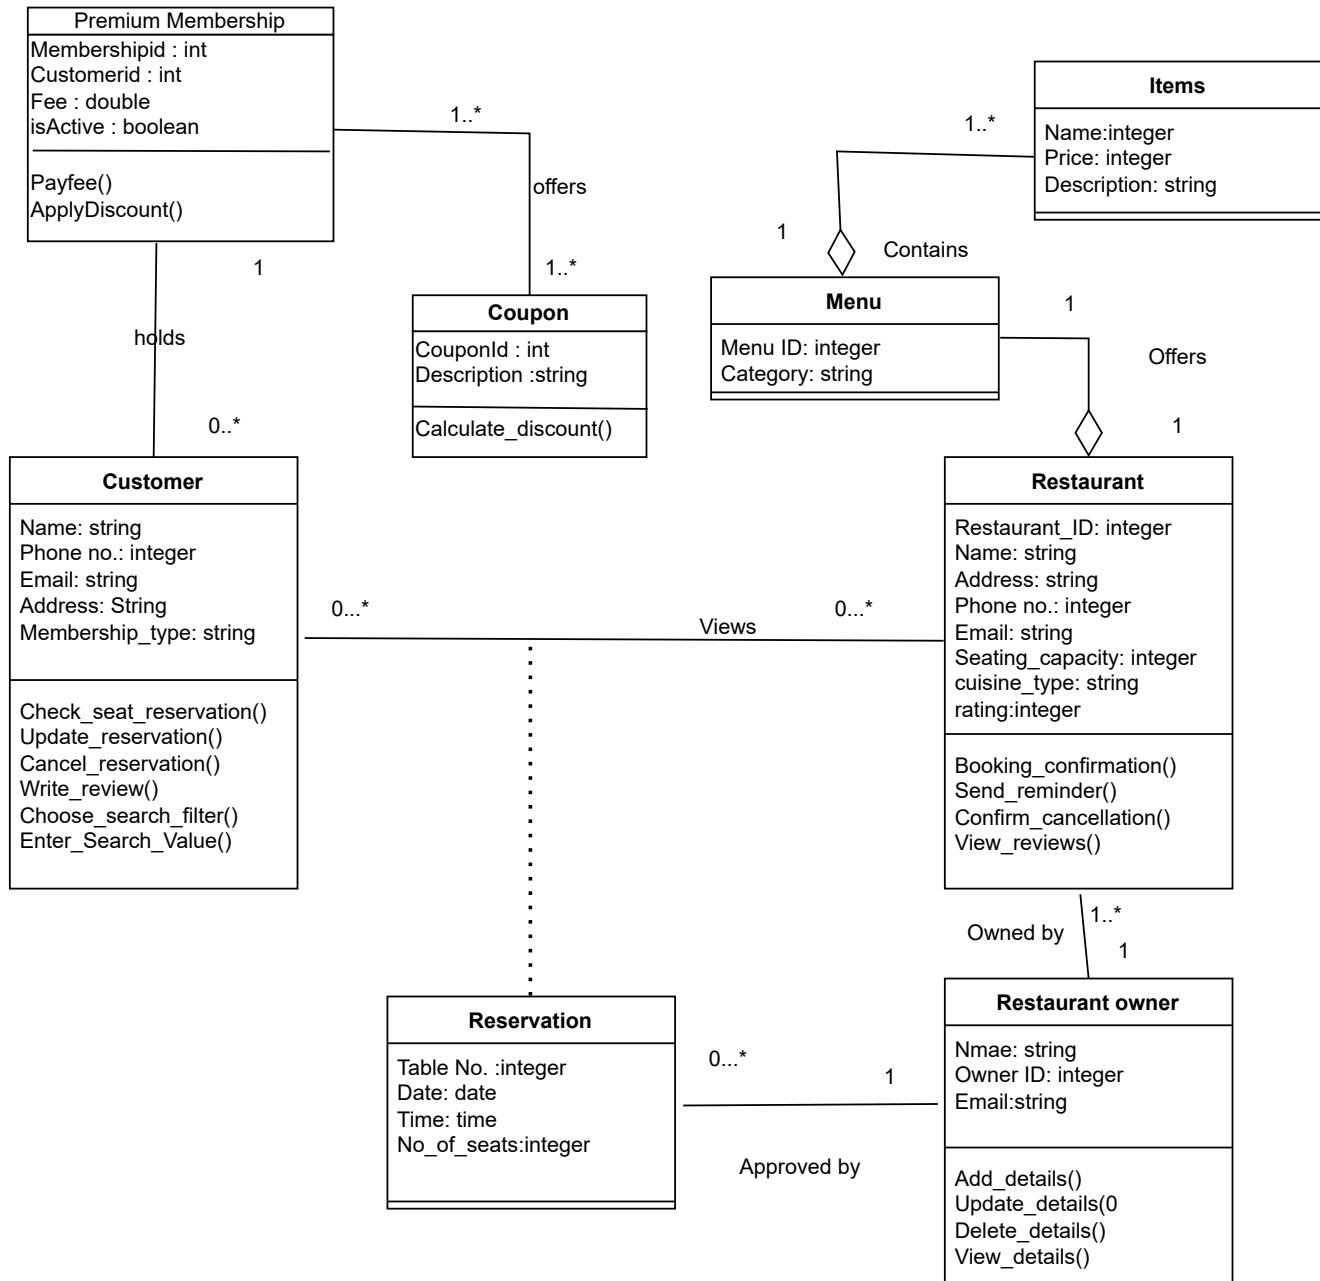 Premium Membership
Membershipid : int
Customerid : int
Fee : double
isActive : boolean
Payfee()
ApplyDiscount()
1..*
offers
1..*
1
holds
0..*
Coupon
CouponId : int
Description :string
Calculate_discount()
Items
Name:integer
Price: integer
Description: string
1..*
1
Contains
Menu
Menu ID: integer
Category: string
1
Offers
1
Customer
Name: string
Phone no.: integer
Email: string
Address: String
Membership_type: string
Check_seat_reservation()
Update_reservation()
Cancel_reservation()
Write_review()
Choose_search_filter()
Enter_Search_Value()
0...*
Views
0...*
Restaurant
Restaurant_ID: integer
Name: string
Address: string
Phone no.: integer
Email: string
Seating_capacity: integer
cuisine_type: string
rating:integer
Booking_confirmation()
Send_reminder()
Confirm_cancellation()
View_reviews()
1..*
Owned by
1
Reservation
Table No. :integer
Date: date
Time: time
No_of_seats:integer
0...*
1
Approved by
Restaurant owner
Nmae: string
Owner ID: integer
Email:string
Add_details()
Update_details(0
Delete_details()
View_details()